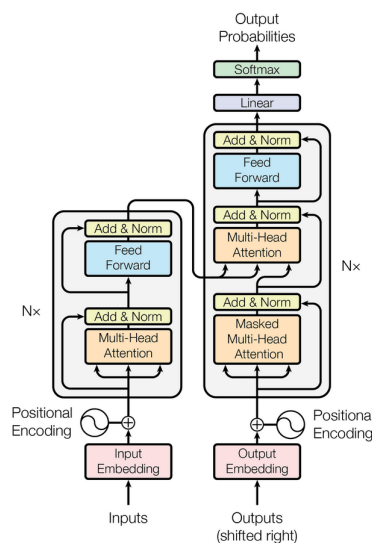 Output
Probabilities
Softmax
Linear
Add & Norm
Feed
Forward
Add & Norm
Multi-Head
Attention
Nx
Add & Norm
Masked
Multi-Head
Attention
Add & Norm
Feed
Forward
Nx
Add & Norm
Multi-Head
Attention
Positional
Encoding
Positiona
Encoding
Input
Embedding
Output
Embedding
Inputs
Outputs
(shifted right)